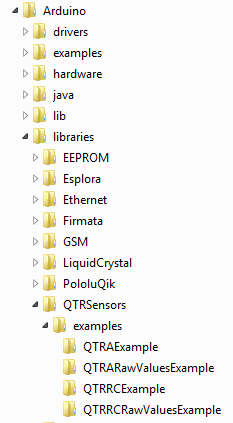 Arduino
drivers
examples
hardware
java
lib
libraries
EEPROM
Esplora
Ethernet
Firmata
GSM
LiquidCrystal
PololuQik
QTRSensors
examples
QTRAExample
QTRARawValuesExample
QTRRCExample
QTRRCRawValuesExample